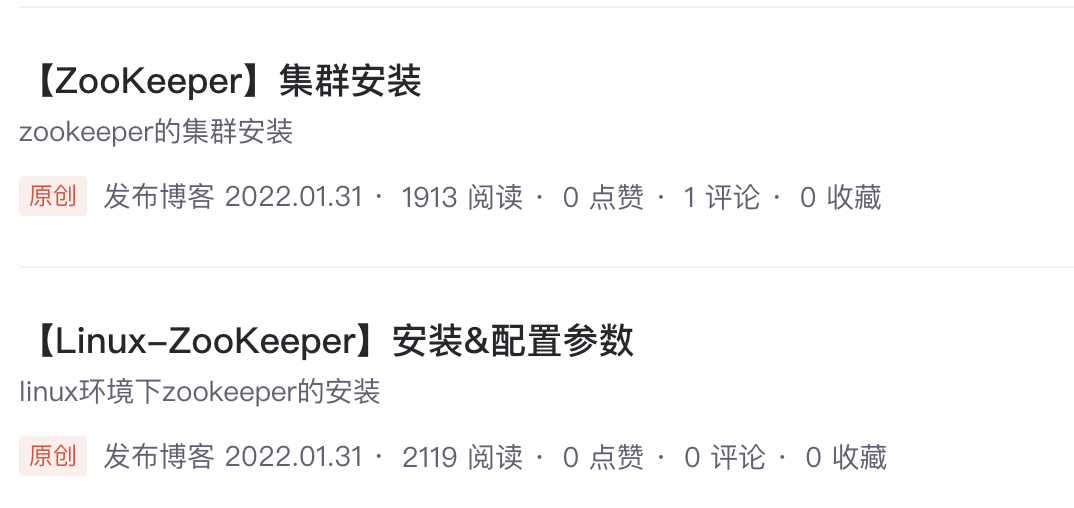 【ZooKeeper】集群安装
zookeeper的集群安装
原创 发布博客 2022.01.31 · 1913 阅读 · 0 点赞 · 1 评论 · 0 收藏
【Linux-ZooKeeper】安装&配置参数
linux环境下zookeeper的安装
原创 发布博客 2022.01.31 · 2119 阅读 · 0 点赞 · 0 评论 · 0 收藏